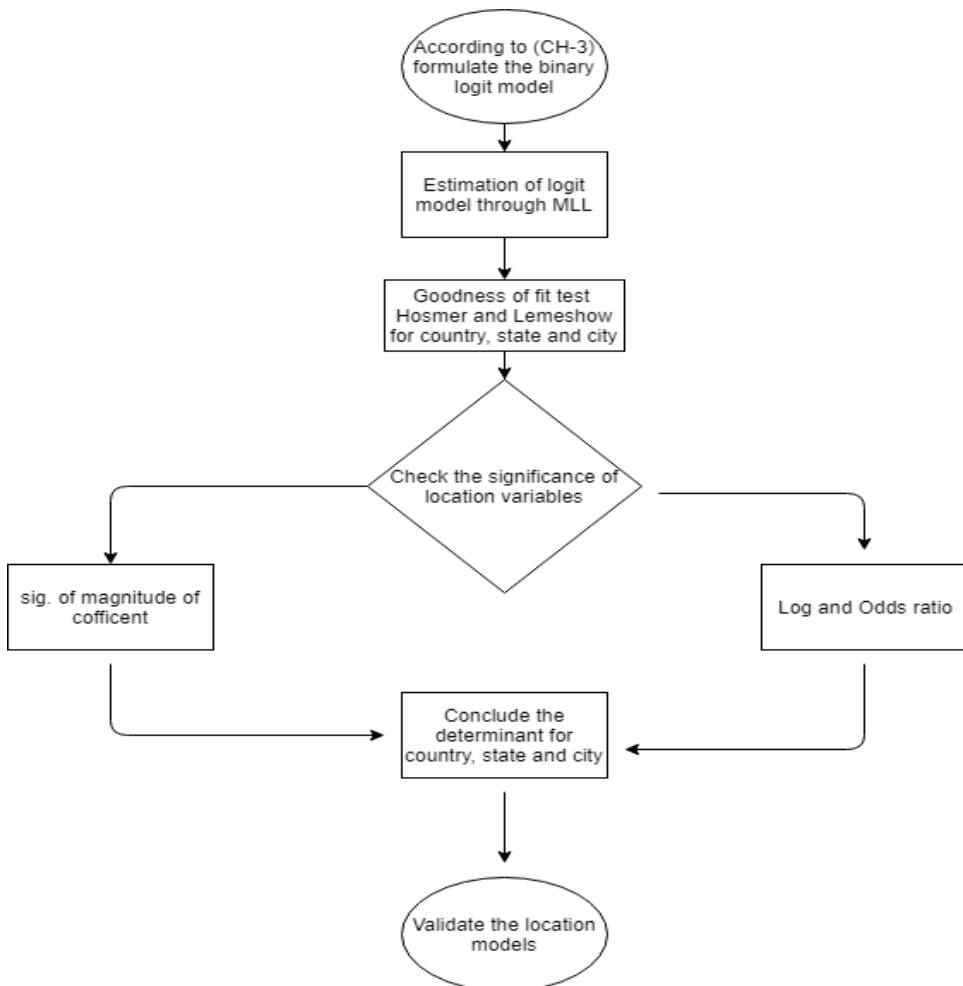 According to (CH-3)
formulate the binary
logit model
Estimation of logit
model through MLL
Goodness of fit test
Hosmer and Lemeshow
for country, state and city
Check the significance of
location variables
sig. of magnitude of
cofficent
Log and Odds ratio
Conclude the
determinant for
country, state and city
Validate the location
models